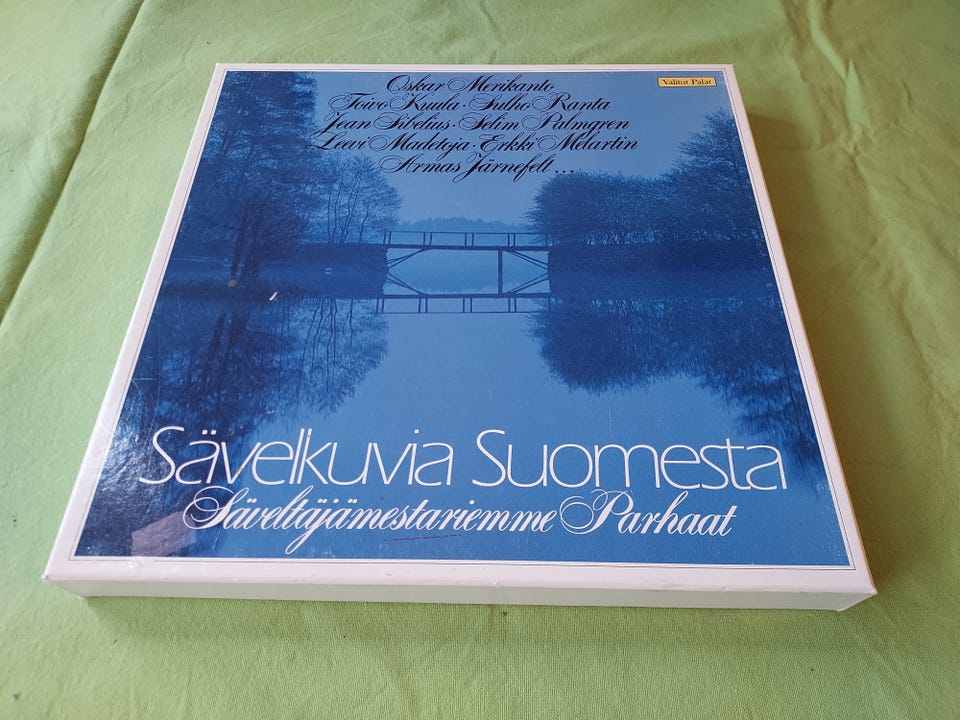 Valitut Palat
Oskar Merikanto
Toivo Kuula · Sulho Ranta
Jean Sibelius · Selim Palmgren
Leevi Madetoja · Erkki Melartin
Armas Järnefelt ...
Sävelkuvia Suomesta
Säveltäjämestariemme Parhaat